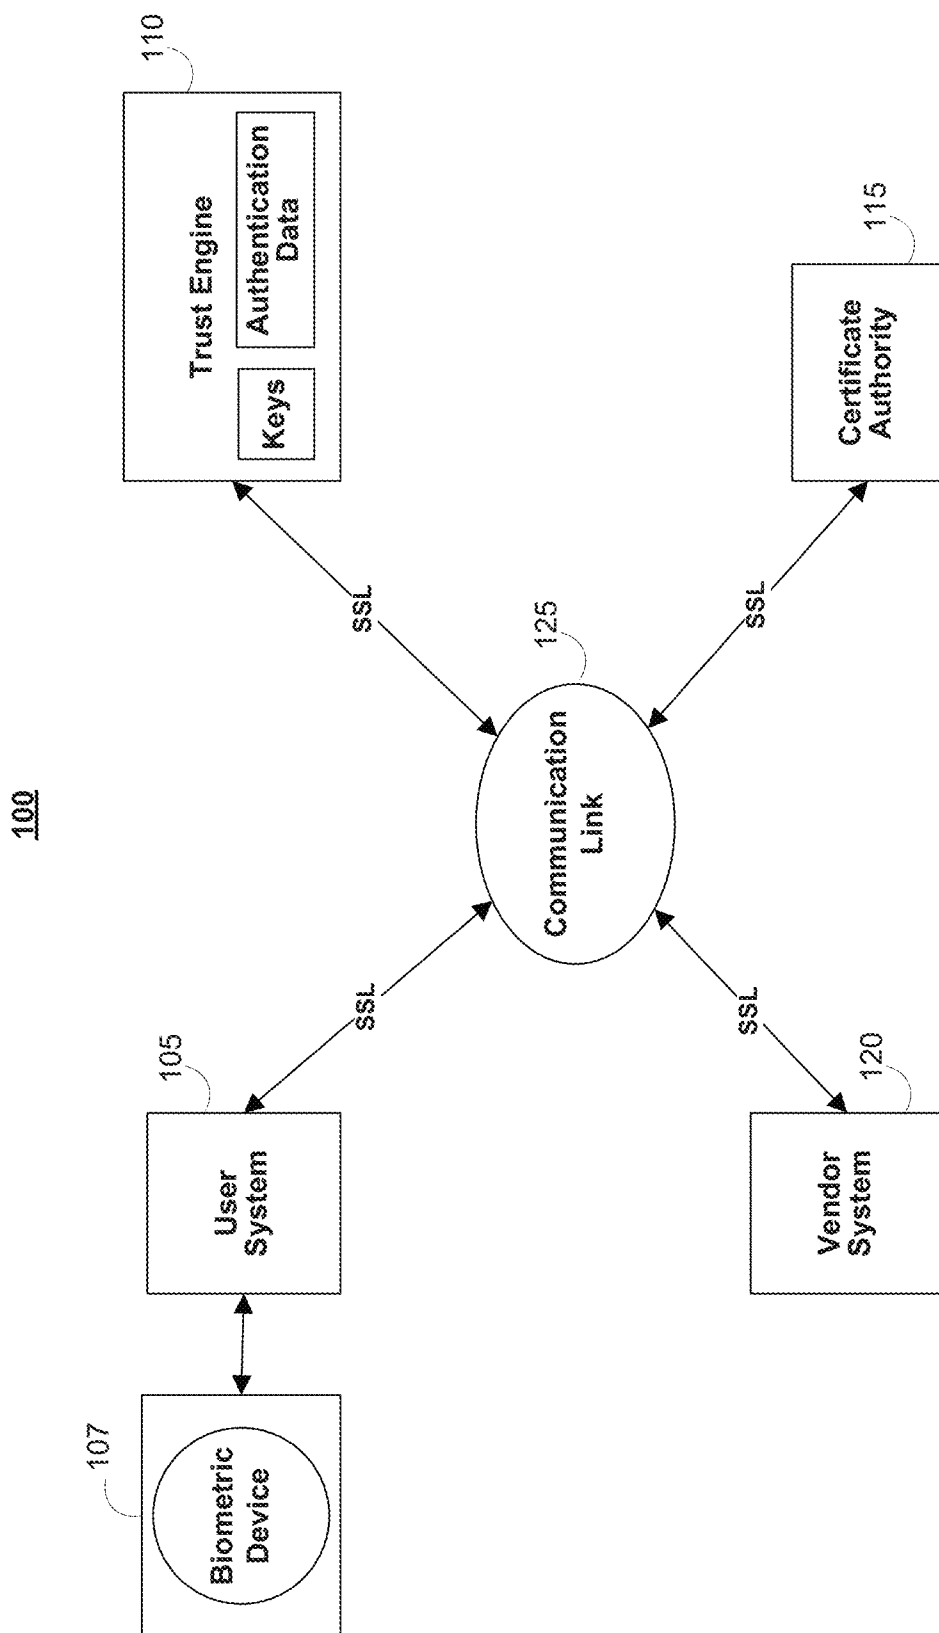 100
107
Biometric
Device
105
User
System
SSL
110
Trust Engine
Keys
Authentication
Data
SSL
125
Communication
Link
120
Vendor
System
SSL
115
Certificate
Authority
SSL